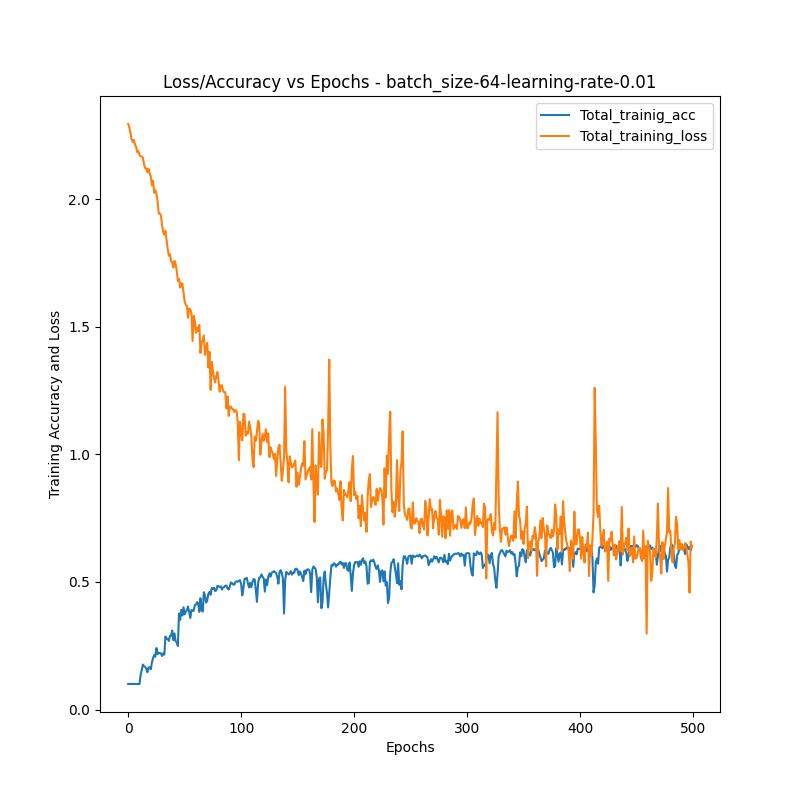 Loss/Accuracy vs Epochs - batch_size-64-learning-rate-0.01
Total_trainig_acc
Total_training_loss
2.0
1.5
1.0
0.5
0.0
Training Accuracy and Loss
0 100 200 300 400 500
Epochs